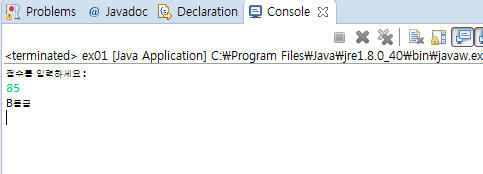 Problems @ Javadoc Declaration Console
<terminated> ex01 [Java Application] C:₩Program Files₩Java₩jre1.8.0_40₩bin₩javaw.ex
점수를 입력하세요:
85
B등급